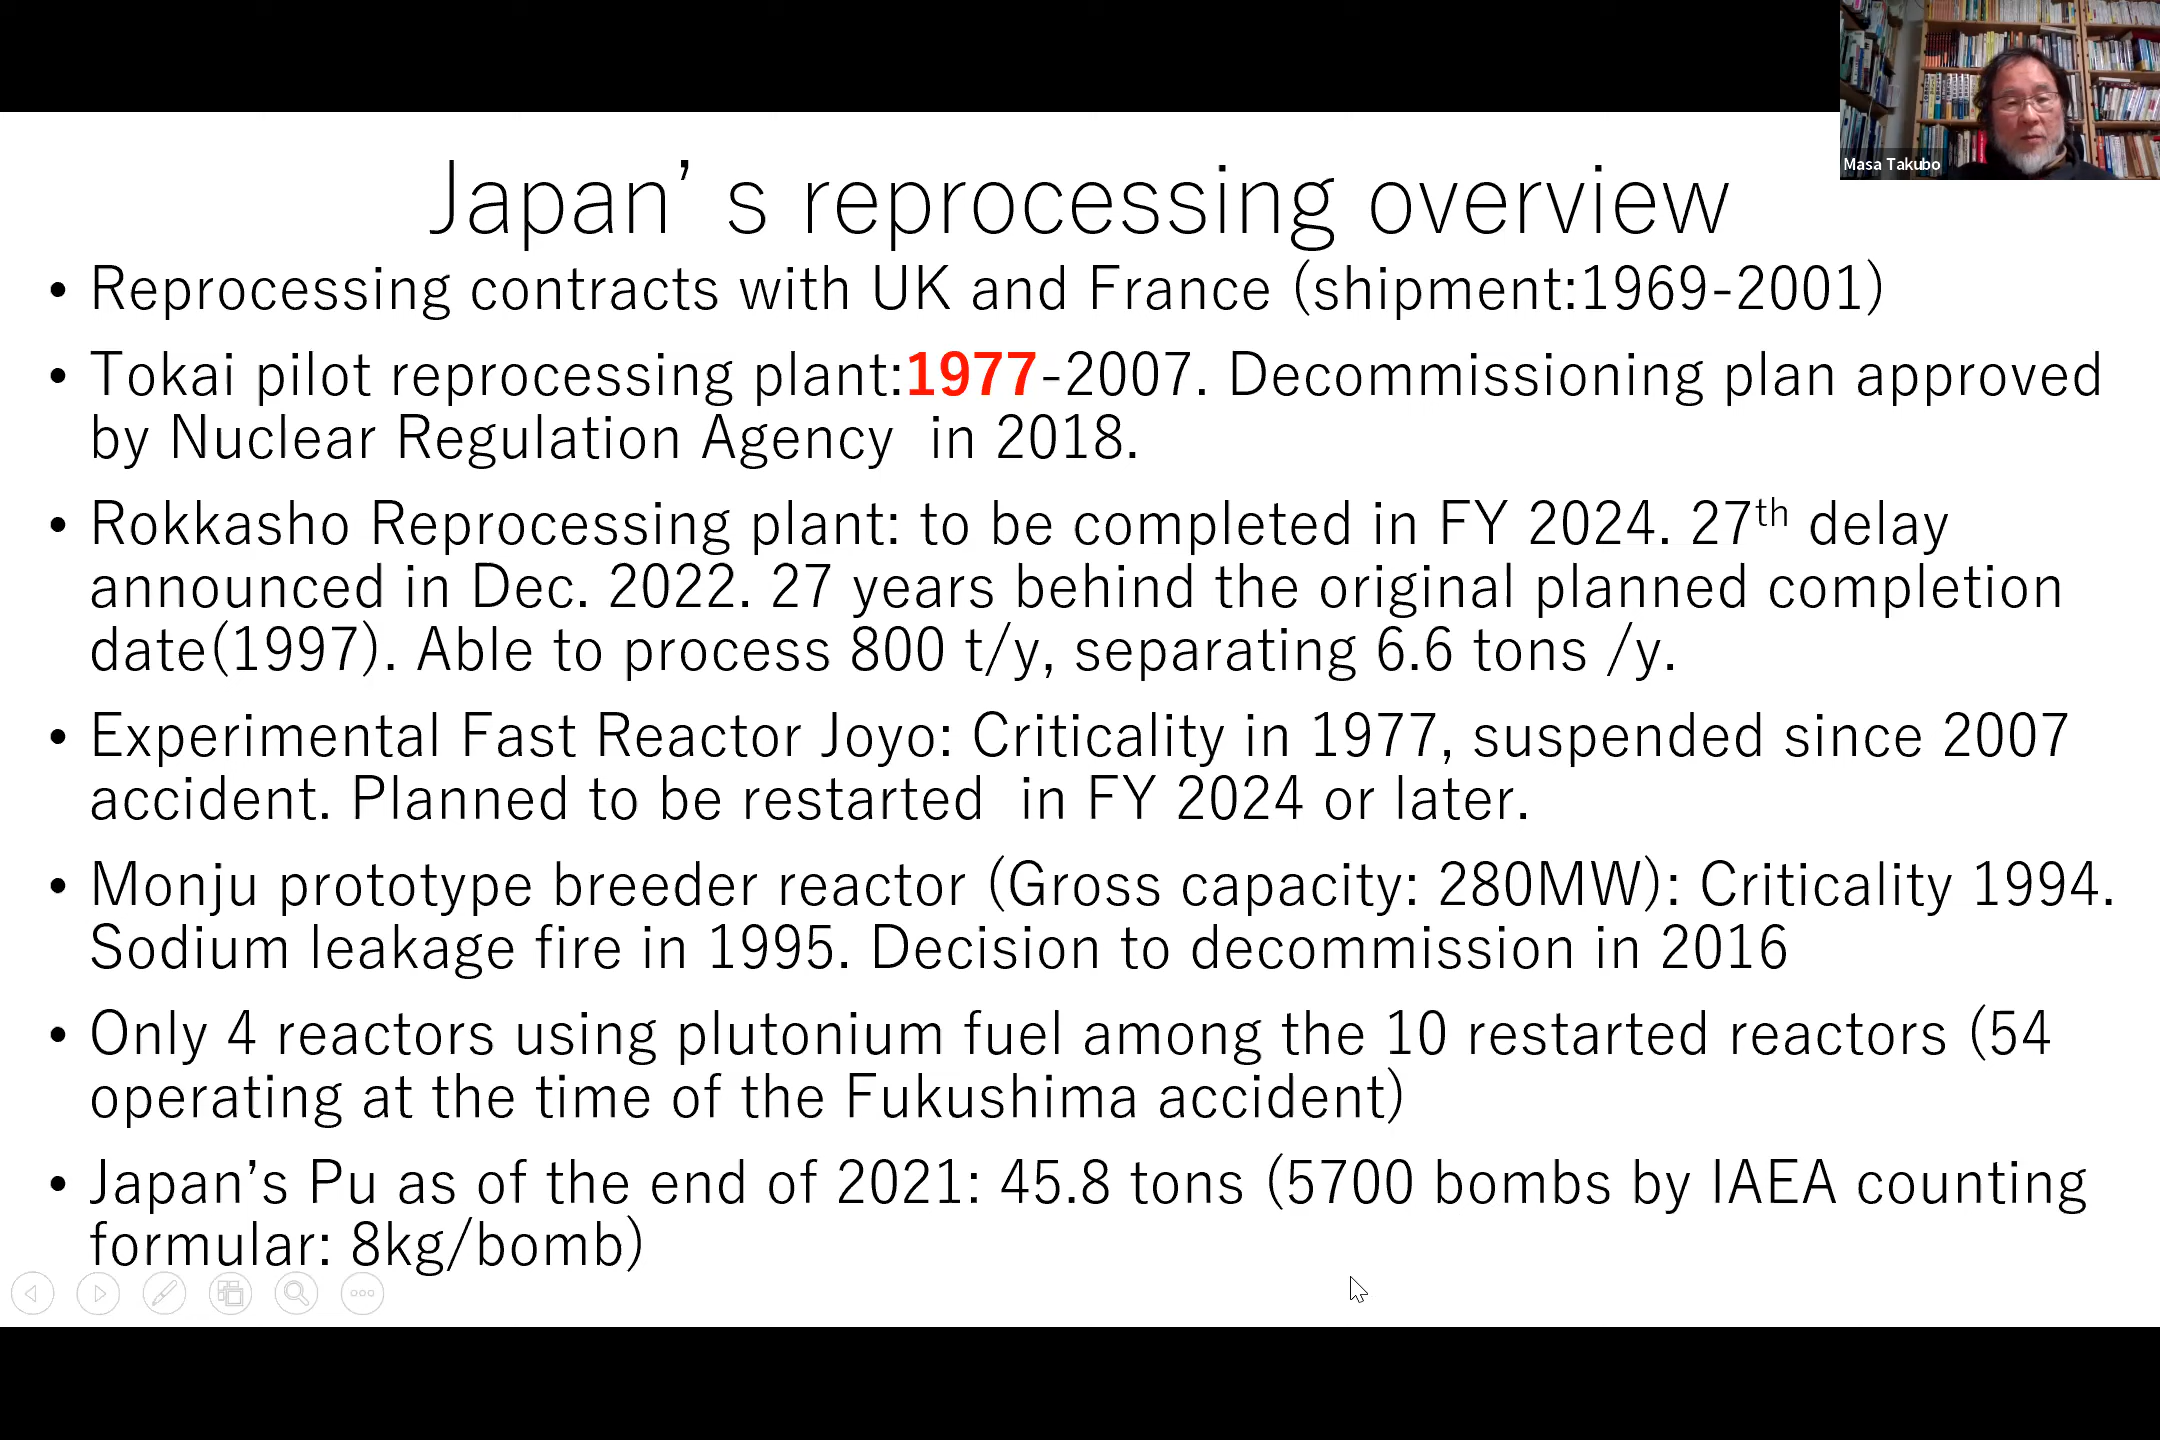 Masa Takubo
Japan’ s reprocessing overview
• Reprocessing contracts with UK and France (shipment:1969-2001)
• Tokai pilot reprocessing plant:1977-2007. Decommissioning plan approved
by Nuclear Regulation Agency in 2018.
• Rokkasho Reprocessing plant: to be completed in FY 2024. 27th delay
announced in Dec. 2022. 27 years behind the original planned completion
date(1997). Able to process 800 t/y, separating 6.6 tons /y.
• Experimental Fast Reactor Joyo: Criticality in 1977, suspended since 2007
accident. Planned to be restarted in FY 2024 or later.
• Monju prototype breeder reactor (Gross capacity: 280MW): Criticality 1994.
Sodium leakage fire in 1995. Decision to decommission in 2016
• Only 4 reactors using plutonium fuel among the 10 restarted reactors (54
operating at the time of the Fukushima accident)
• Japan’s Pu as of the end of 2021: 45.8 tons (5700 bombs by IAEA counting
formular: 8kg/bomb)